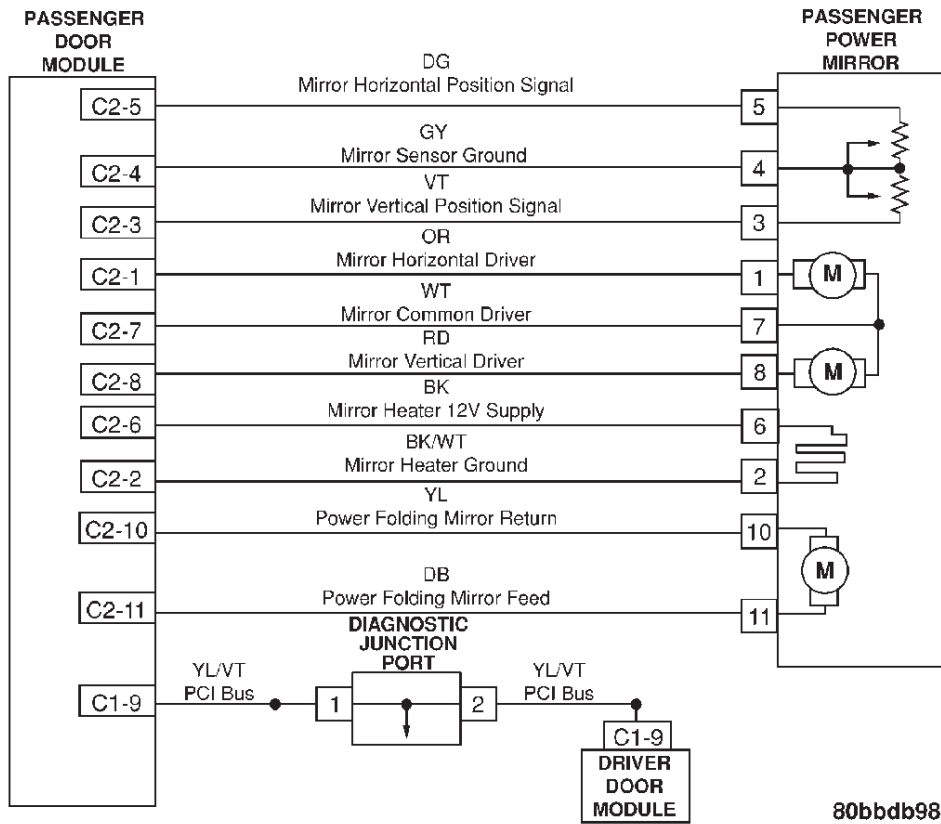 PASSENGER
DOOR
MODULE
PASSENGER
POWER
MIRROR
DG
Mirror Horizontal Position Signal
C2-5
5
GY
Mirror Sensor Ground
C2-4
4
VT
Mirror Vertical Position Signal
C2-3
3
OR
Mirror Horizontal Driver
C2-1
1
M
WT
Mirror Common Driver
C2-7
7
RD
Mirror Vertical Driver
C2-8
8
M
BK
Mirror Heater 12V Supply
C2-6
6
BK/WT
Mirror Heater Ground
C2-2
2
YL
Power Folding Mirror Return
C2-10
10
M
DB
Power Folding Mirror Feed
C2-11
11
DIAGNOSTIC
JUNCTION
PORT
YL/VT
PCI Bus
YL/VT
PCI Bus
C1-9
1
2
C1-9
DRIVER
DOOR
MODULE
80bbdb98